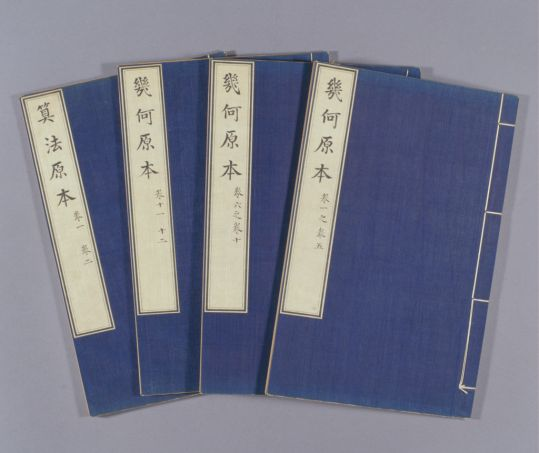 幾何原本 卷一之卷五
幾何原本 卷六之卷十
幾何原本 卷十一 十二
算法原本 卷一 卷二